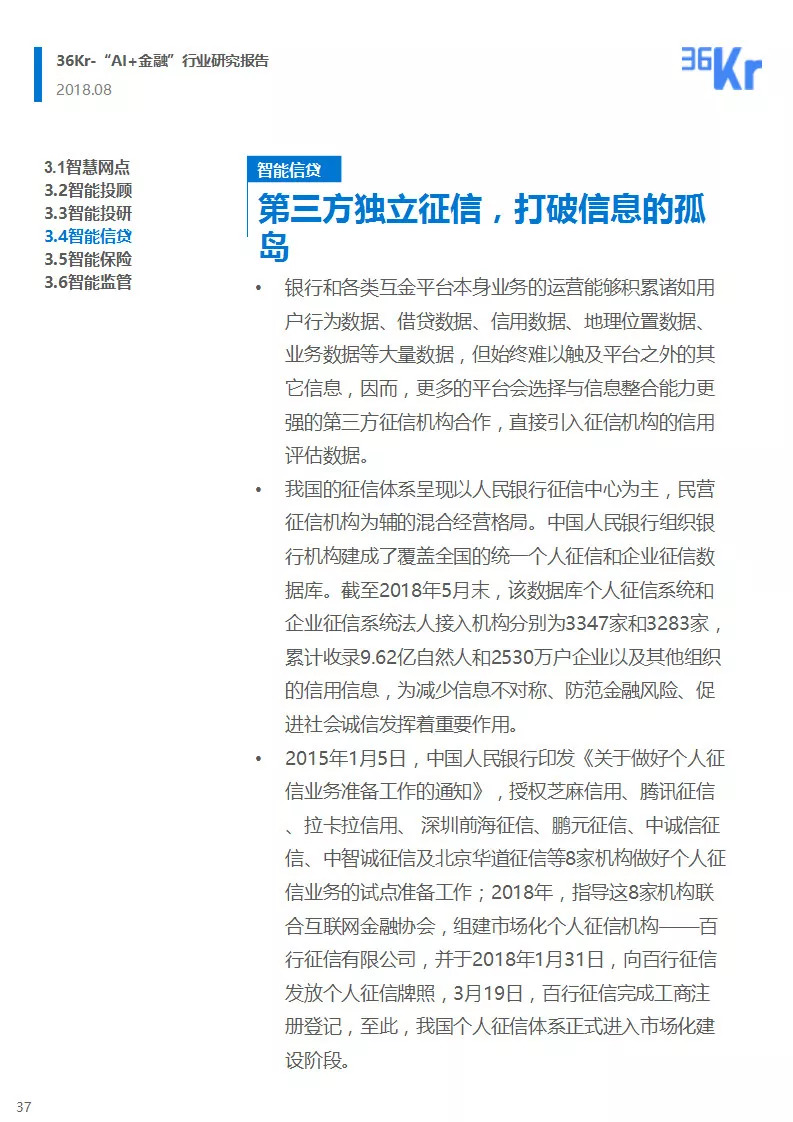 36Kr-“AI+金融”行业研究报告
2018.08
36Kr
3.1智慧网点
3.2智能投顾
3.3智能投研
3.4智能信贷
3.5智能保险
3.6智能监管
智能信贷
第三方独立征信，打破信息的孤
岛
• 银行和各类互金平台本身业务的运营能够积累诸如用
户行为数据、借贷数据、信用数据、地理位置数据、
业务数据等大量数据，但始终难以触及平台之外的其
它信息，因而，更多的平台会选择与信息整合能力更
强的第三方征信机构合作，直接引入征信机构的信用
评估数据。
• 我国的征信体系呈现以人民银行征信中心为主，民营
征信机构为辅的混合经营格局。中国人民银行组织银
行机构建成了覆盖全国的统一个人征信和企业征信数
据库。截至2018年5月末，该数据库个人征信系统和
企业征信系统法人接入机构分别为3347家和3283家，
累计收录9.62亿自然人和2530万户企业以及其他组织
的信用信息，为减少信息不对称、防范金融风险、促
进社会诚信发挥着重要作用。
• 2015年1月5日，中国人民银行印发《关于做好个人征
信业务准备工作的通知》，授权芝麻信用、腾讯征信
、拉卡拉信用、 深圳前海征信、鹏元征信、中诚信征
信、中智诚征信及北京华道征信等8家机构做好个人征
信业务的试点准备工作；2018年，指导这8家机构联
合互联网金融协会，组建市场化个人征信机构——百
行征信有限公司，并于2018年1月31日，向百行征信
发放个人征信牌照，3月19日，百行征信完成工商注
册登记，至此，我国个人征信体系正式进入市场化建
设阶段。
37